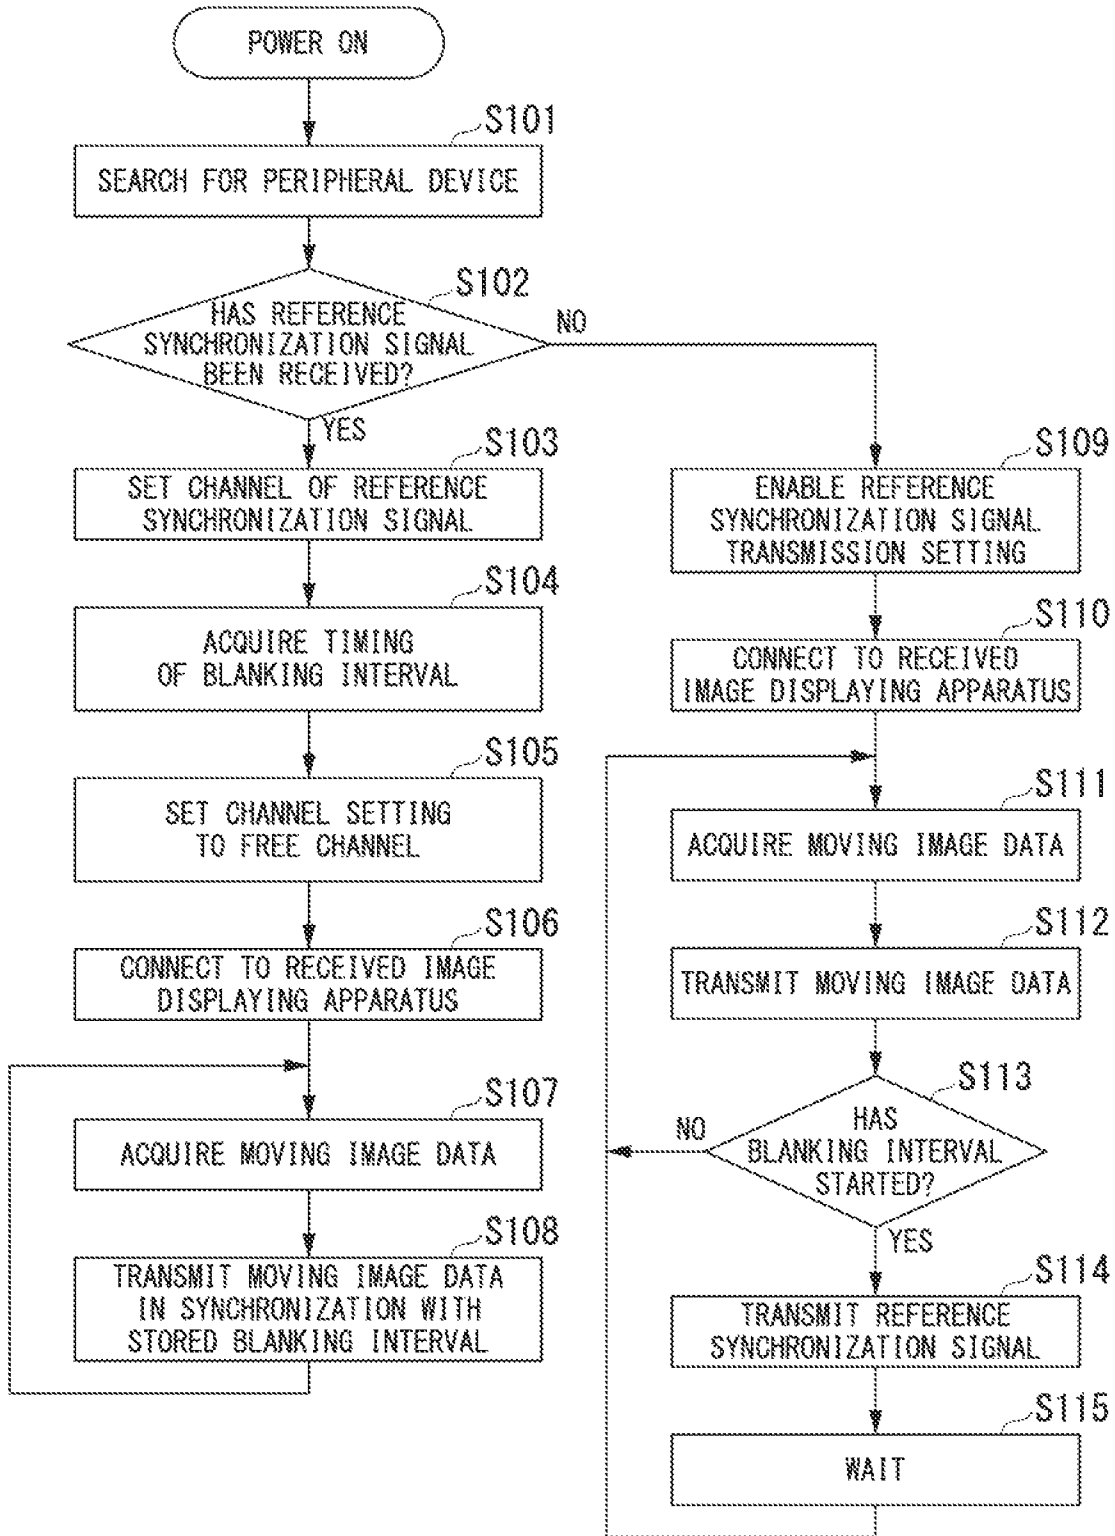 POWER ON
S101
SEARCH FOR PERIPHERAL DEVICE
S102
HAS REFERENCE
SYNCHRONIZATION SIGNAL
BEEN RECEIVED?
NO
YES
S103
SET CHANNEL OF REFERENCE
SYNCHRONIZATION SIGNAL
S104
ACQUIRE TIMING
OF BLANKING INTERVAL
S105
SET CHANNEL SETTING
TO FREE CHANNEL
S106
CONNECT TO RECEIVED IMAGE
DISPLAYING APPARATUS
S107
ACQUIRE MOVING IMAGE DATA
S108
TRANSMIT MOVING IMAGE DATA
IN SYNCHRONIZATION WITH
STORED BLANKING INTERVAL
S109
ENABLE REFERENCE
SYNCHRONIZATION SIGNAL
TRANSMISSION SETTING
S110
CONNECT TO RECEIVED
IMAGE DISPLAYING APPARATUS
S111
ACQUIRE MOVING IMAGE DATA
S112
TRANSMIT MOVING IMAGE DATA
S113
HAS
BLANKING INTERVAL
STARTED?
NO
YES
S114
TRANSMIT REFERENCE
SYNCHRONIZATION SIGNAL
S115
WAIT